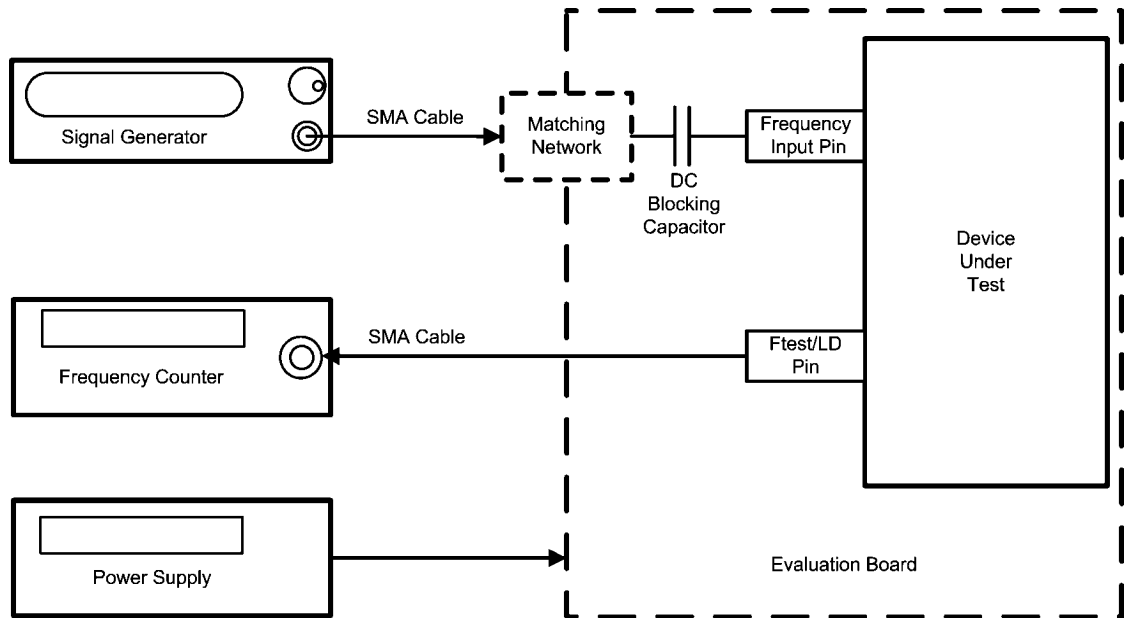 Signal Generator
SMA Cable
Matching
Network
DC
Blocking
Capacitor
Frequency
Input Pin
Device
Under
Test
Frequency Counter
SMA Cable
Ftest/LD
Pin
Power Supply
Evaluation Board